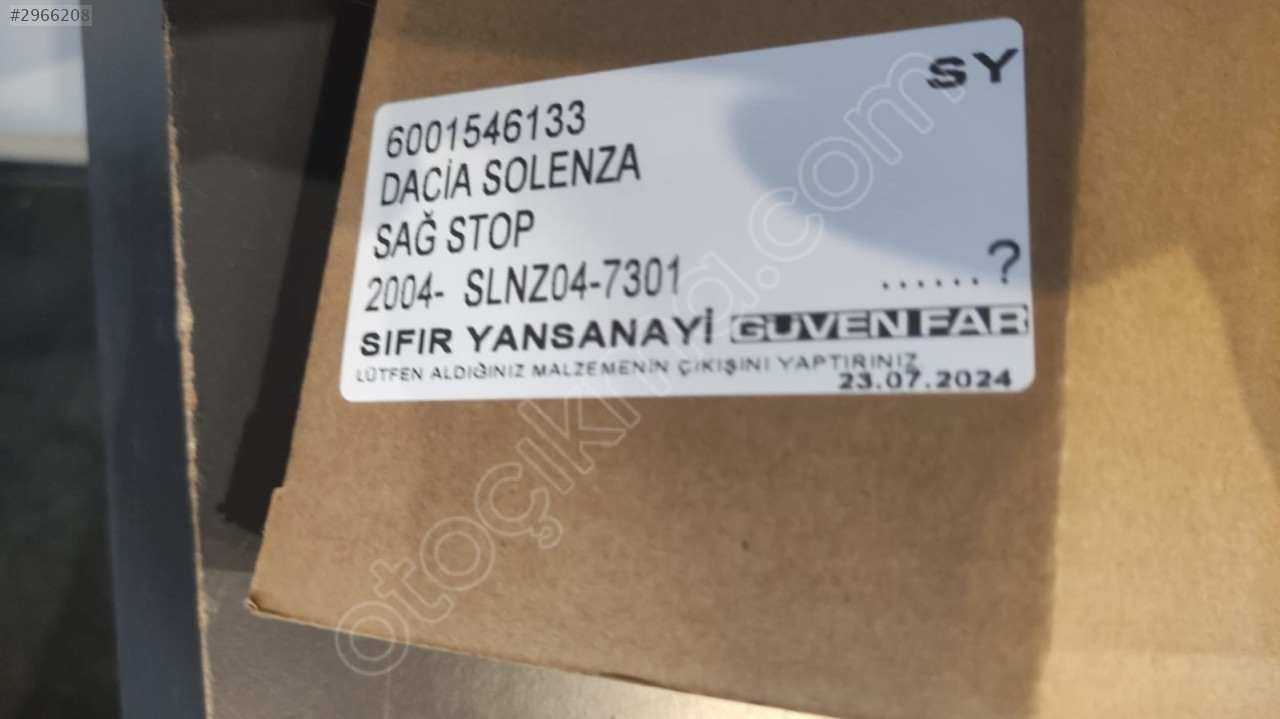 #2966208
SY
6001546133
DACİA SOLENZA
SAĞ STOP
2004- SLNZ04-7301 ......?
SIFIR YANSANAYİ GÜVEN FAR
LÜTFEN ALDIĞINIZ MALZEMENİN ÇIKIŞINI YAPTIRINIZ
23.07.2024
otoçıkma.com